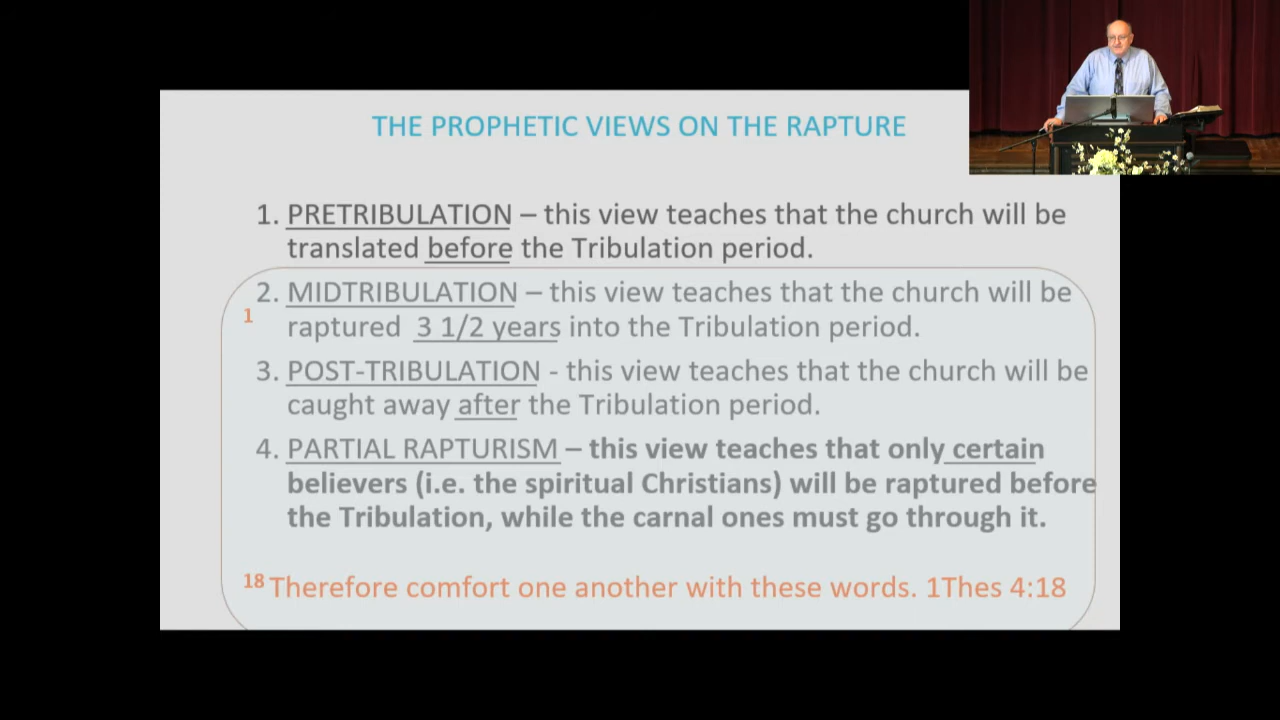 THE PROPHETIC VIEWS ON THE RAPTURE
1. PRETRIBULATION – this view teaches that the church will be
translated before the Tribulation period.
2. MIDTRIBULATION – this view teaches that the church will be
1
raptured 3 1/2 years into the Tribulation period.
3. POST-TRIBULATION - this view teaches that the church will be
caught away after the Tribulation period.
4. PARTIAL RAPTURISM – this view teaches that only certain
believers (i.e. the spiritual Christians) will be raptured before
the Tribulation, while the carnal ones must go through it.
18 Therefore comfort one another with these words. 1Thes 4:18